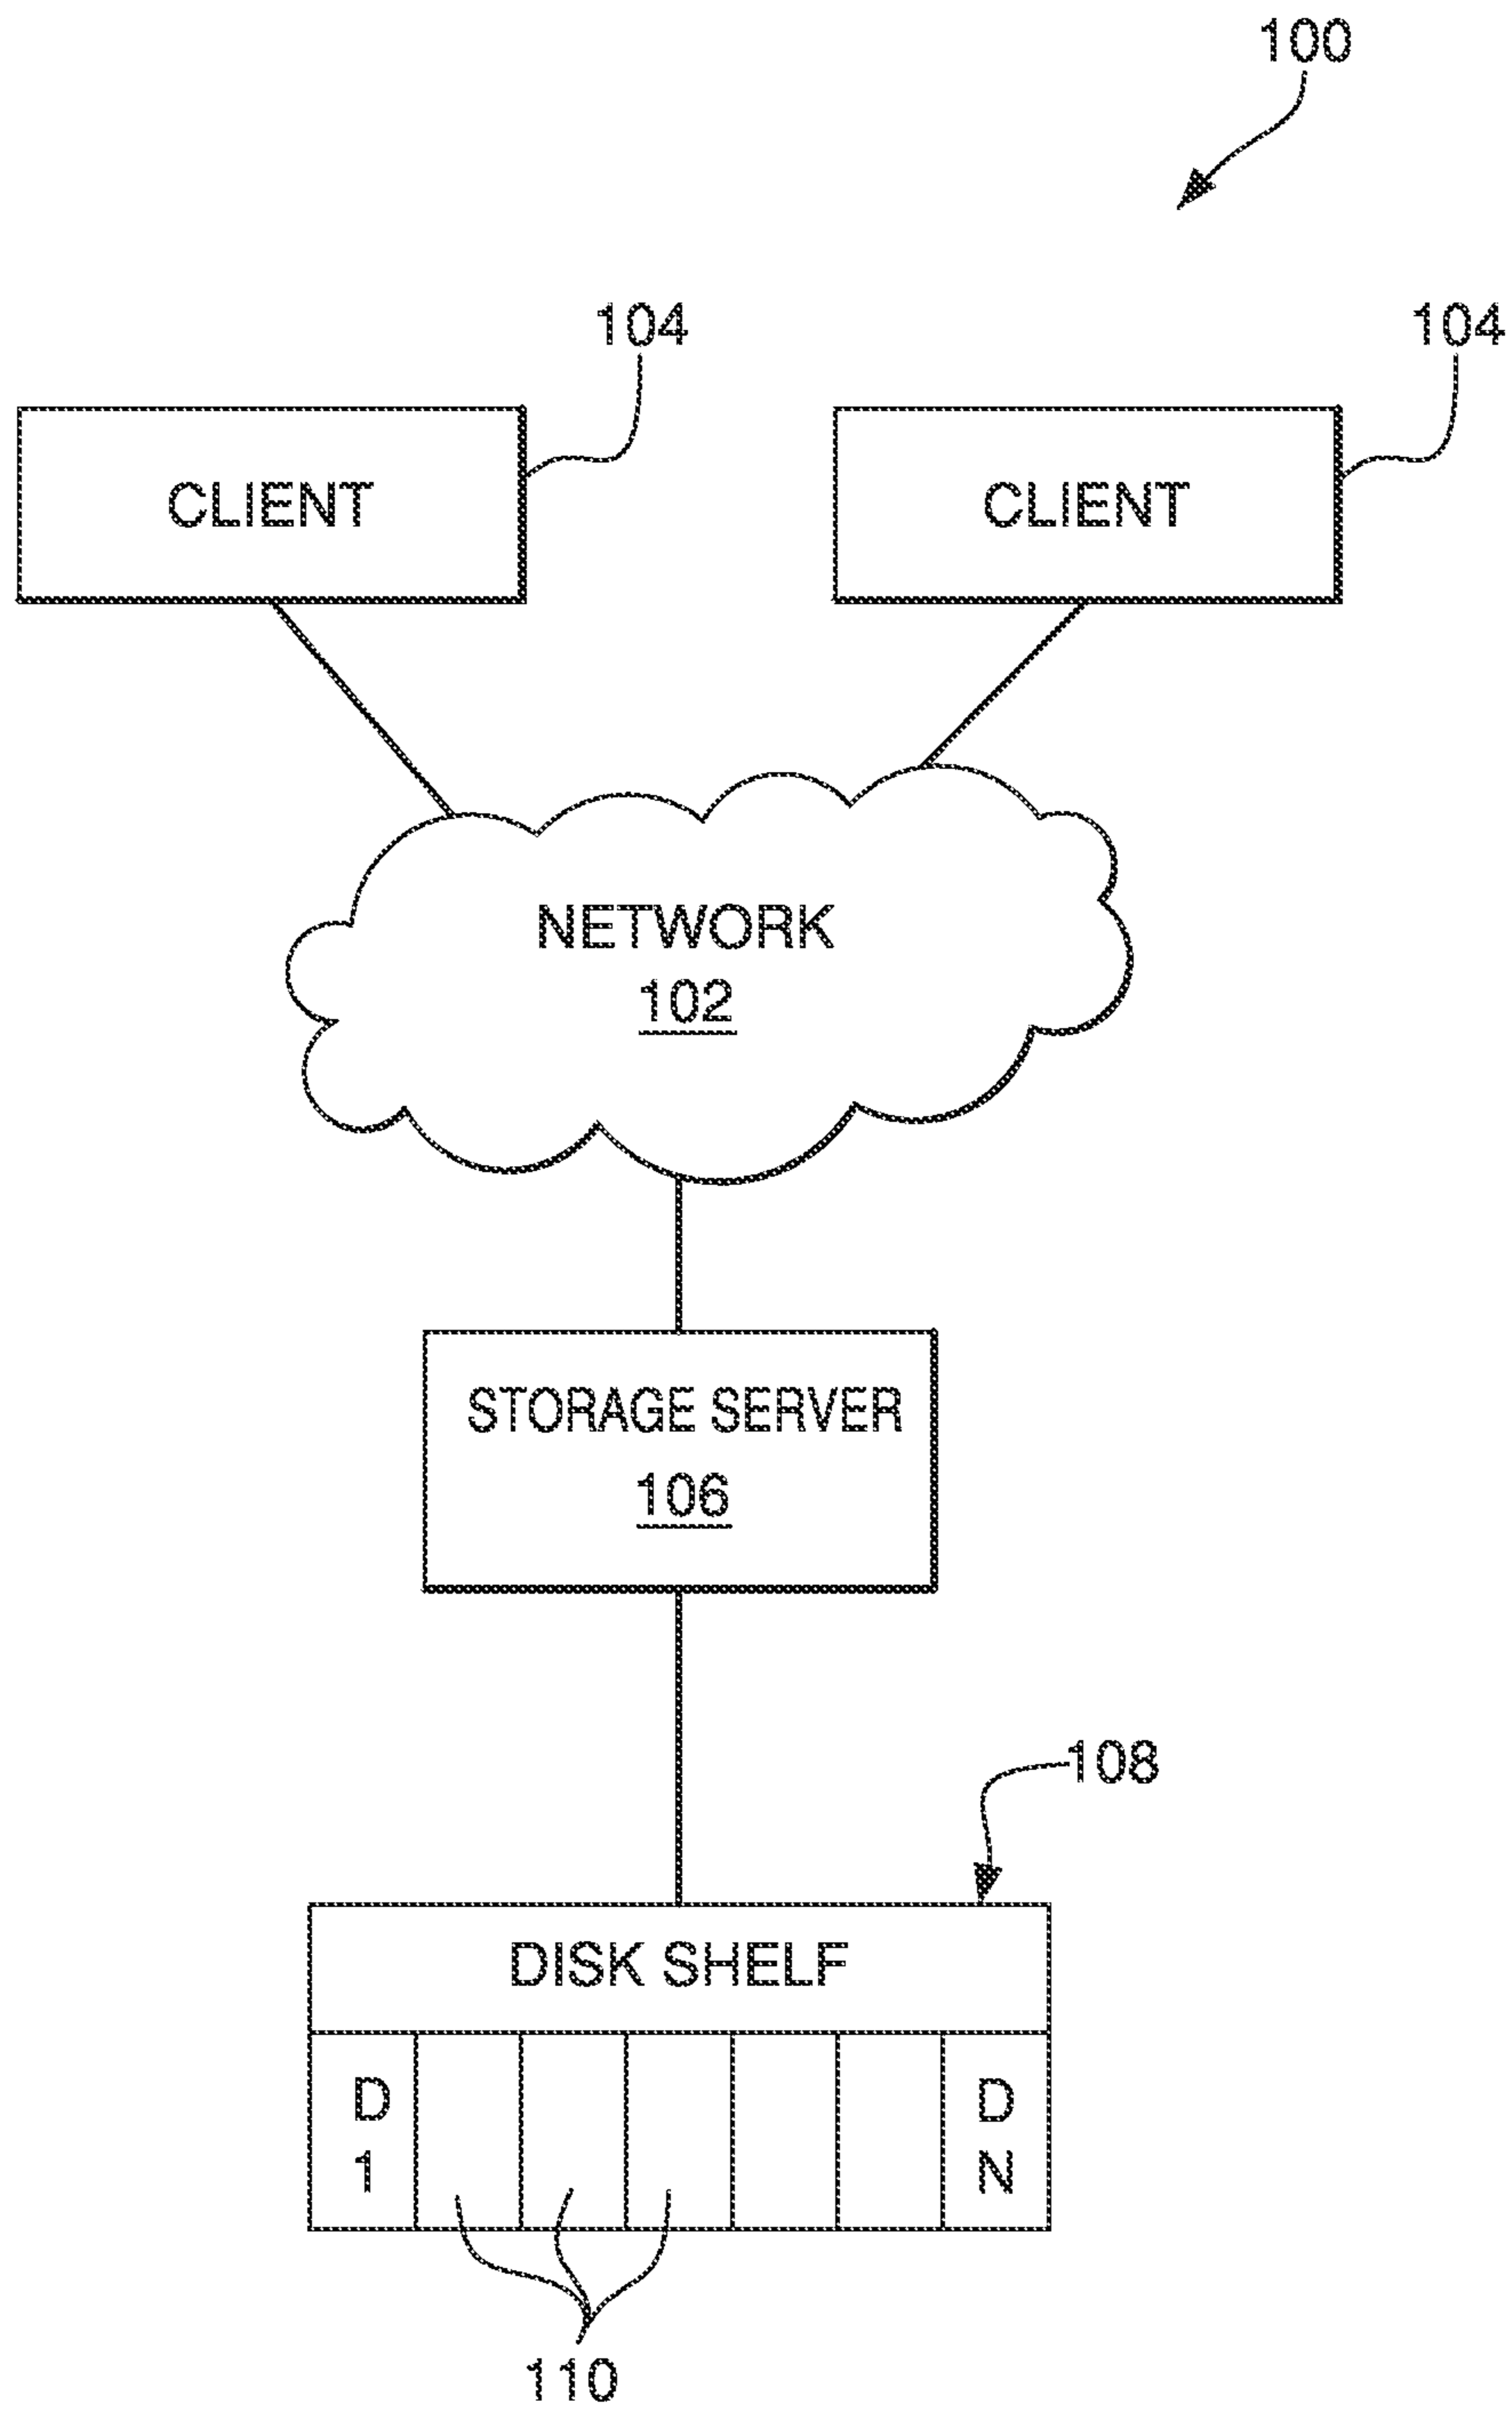 100
104
104
CLIENT
CLIENT
NETWORK
102
STORAGE SERVER
106
108
DISK SHELF
D
1
D
N
110